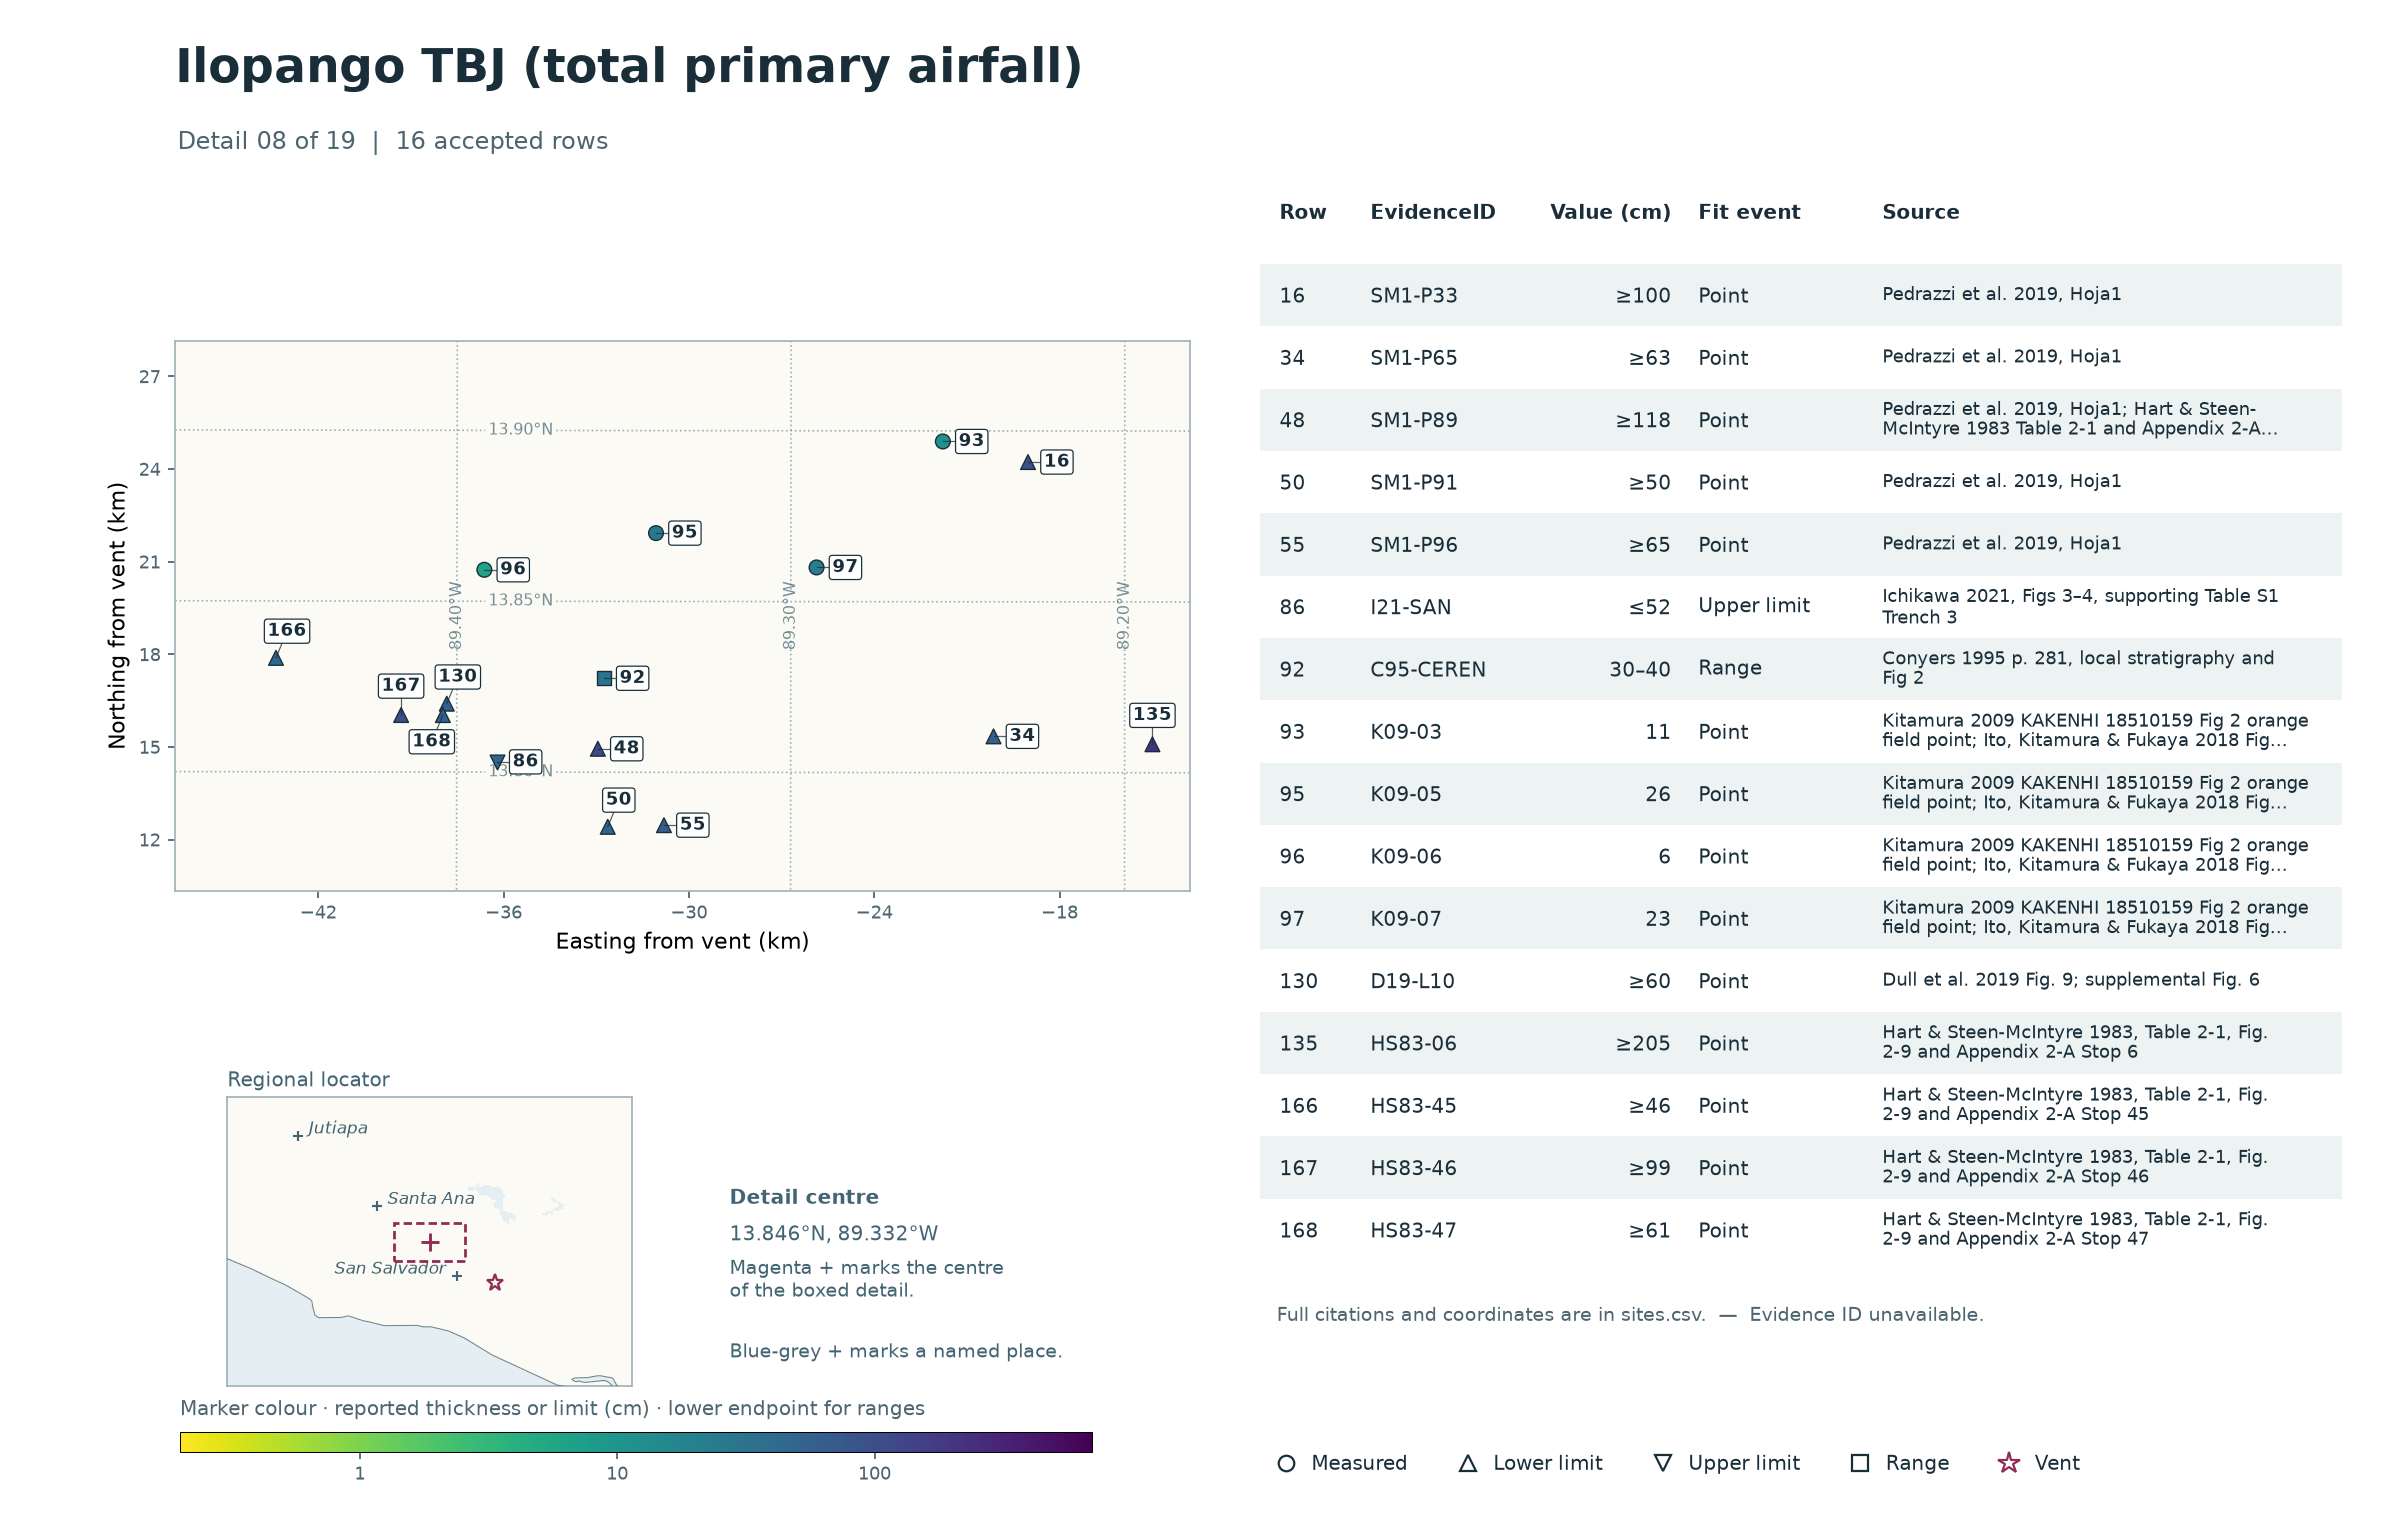 Ilopango TBJ (total primary airfall)
Detail 08 of 19 | 16 accepted rows
Northing from vent (km)
27
24
21
18
15
12
13.90°N
13.85°N
89.40°W
89.30°W
89.20°W
93
16
95
97
96
166
167
130
168
92
135
34
48
86
50
55
−42
−36
−30
−24
−18
Easting from vent (km)
Regional locator
Jutiapa
Santa Ana
San Salvador
Detail centre
13.846°N, 89.332°W
Magenta + marks the centre
of the boxed detail.
Blue-grey + marks a named place.
Marker colour · reported thickness or limit (cm) · lower endpoint for ranges
1
10
100
Row EvidenceID Value (cm) Fit event Source
16 SM1-P33 ≥100 Point Pedrazzi et al. 2019, Hoja1
34 SM1-P65 ≥63 Point Pedrazzi et al. 2019, Hoja1
48 SM1-P89 ≥118 Point Pedrazzi et al. 2019, Hoja1; Hart & Steen-
McIntyre 1983 Table 2-1 and Appendix 2-A…
50 SM1-P91 ≥50 Point Pedrazzi et al. 2019, Hoja1
55 SM1-P96 ≥65 Point Pedrazzi et al. 2019, Hoja1
86 I21-SAN ≤52 Upper limit Ichikawa 2021, Figs 3–4, supporting Table S1
Trench 3
92 C95-CEREN 30–40 Range Conyers 1995 p. 281, local stratigraphy and
Fig 2
93 K09-03 11 Point Kitamura 2009 KAKENHI 18510159 Fig 2 orange
field point; Ito, Kitamura & Fukaya 2018 Fig…
95 K09-05 26 Point Kitamura 2009 KAKENHI 18510159 Fig 2 orange
field point; Ito, Kitamura & Fukaya 2018 Fig…
96 K09-06 6 Point Kitamura 2009 KAKENHI 18510159 Fig 2 orange
field point; Ito, Kitamura & Fukaya 2018 Fig…
97 K09-07 23 Point Kitamura 2009 KAKENHI 18510159 Fig 2 orange
field point; Ito, Kitamura & Fukaya 2018 Fig…
130 D19-L10 ≥60 Point Dull et al. 2019 Fig. 9; supplemental Fig. 6
135 HS83-06 ≥205 Point Hart & Steen-McIntyre 1983, Table 2-1, Fig.
2-9 and Appendix 2-A Stop 6
166 HS83-45 ≥46 Point Hart & Steen-McIntyre 1983, Table 2-1, Fig.
2-9 and Appendix 2-A Stop 45
167 HS83-46 ≥99 Point Hart & Steen-McIntyre 1983, Table 2-1, Fig.
2-9 and Appendix 2-A Stop 46
168 HS83-47 ≥61 Point Hart & Steen-McIntyre 1983, Table 2-1, Fig.
2-9 and Appendix 2-A Stop 47
Full citations and coordinates are in sites.csv. — Evidence ID unavailable.
Measured
Lower limit
Upper limit
Range
Vent